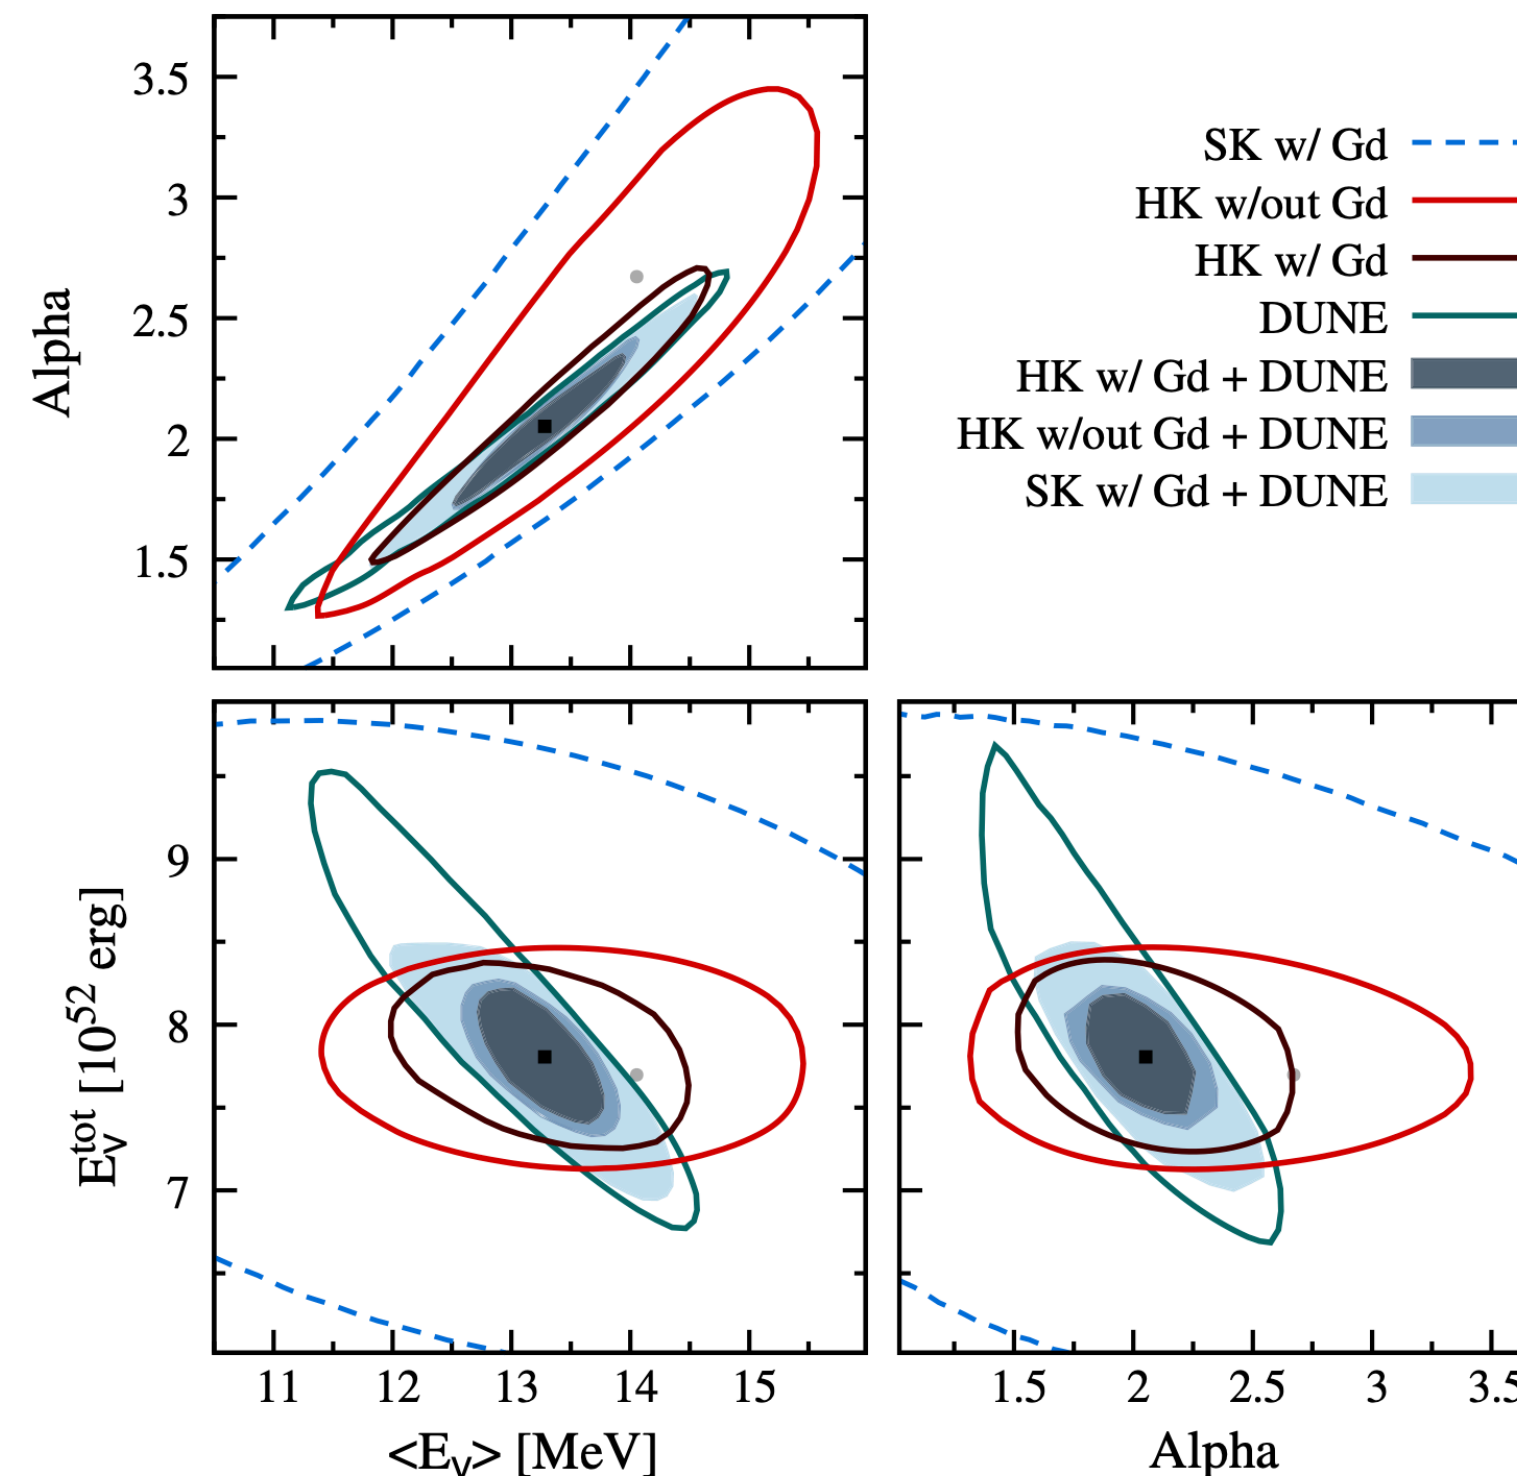 3.5
3
2.5
2
1.5
Alpha
SK w/ Gd
HK w/out Gd
HK w/ Gd
DUNE
HK w/ Gd + DUNE
HK w/out Gd + DUNE
SK w/ Gd + DUNE
9
8
7
E_ν^tot [10^52 erg]
11 12 13 14 15
<E_ν> [MeV]
1.5 2 2.5 3 3.5
Alpha